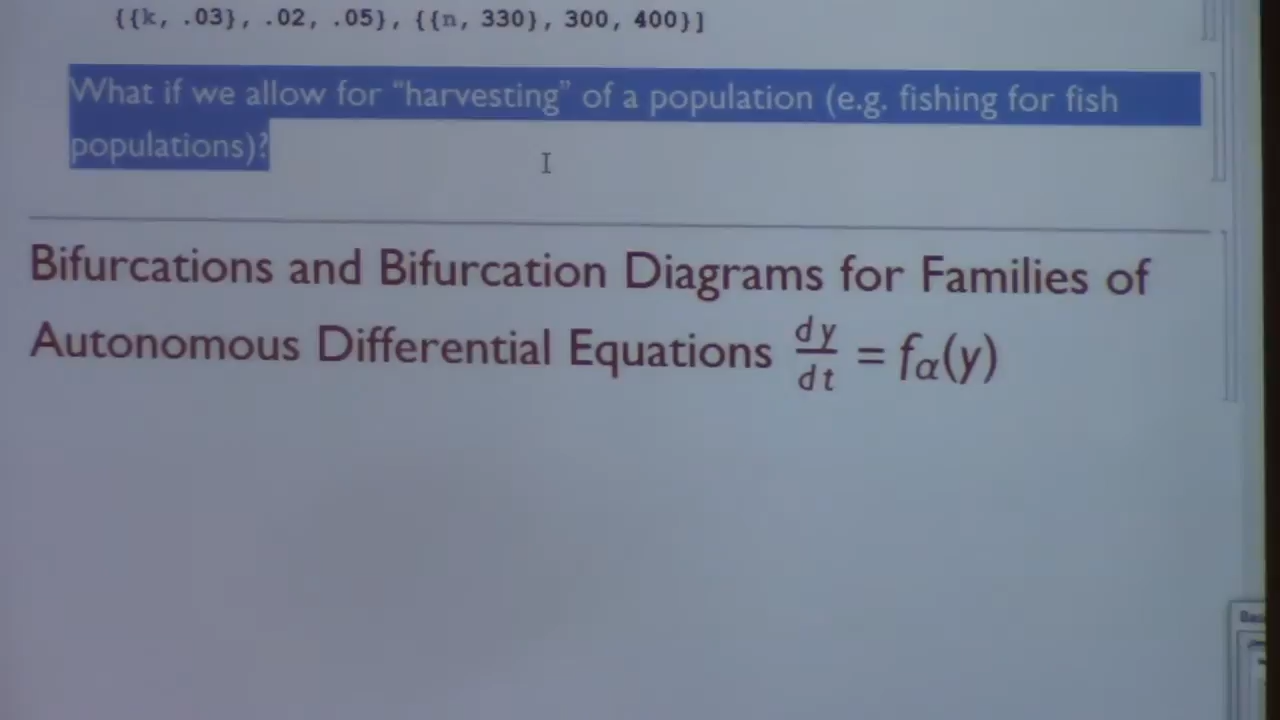 {{k, .03}, .02, .05}, {{n, 330}, 300, 400}]
What if we allow for “harvesting” of a population (e.g. fishing for fish
populations)?
Bifurcations and Bifurcation Diagrams for Families of
Autonomous Differential Equations dy/dt = fα(y)